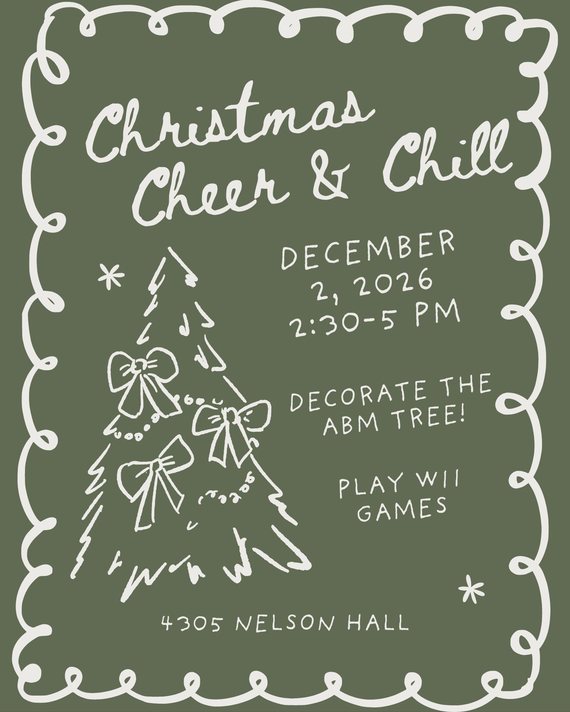 Christmas
Cheer & Chill
DECEMBER
2, 2026
2:30-5 PM
DECORATE THE
ABM TREE!
PLAY WII
GAMES
4305 NELSON HALL